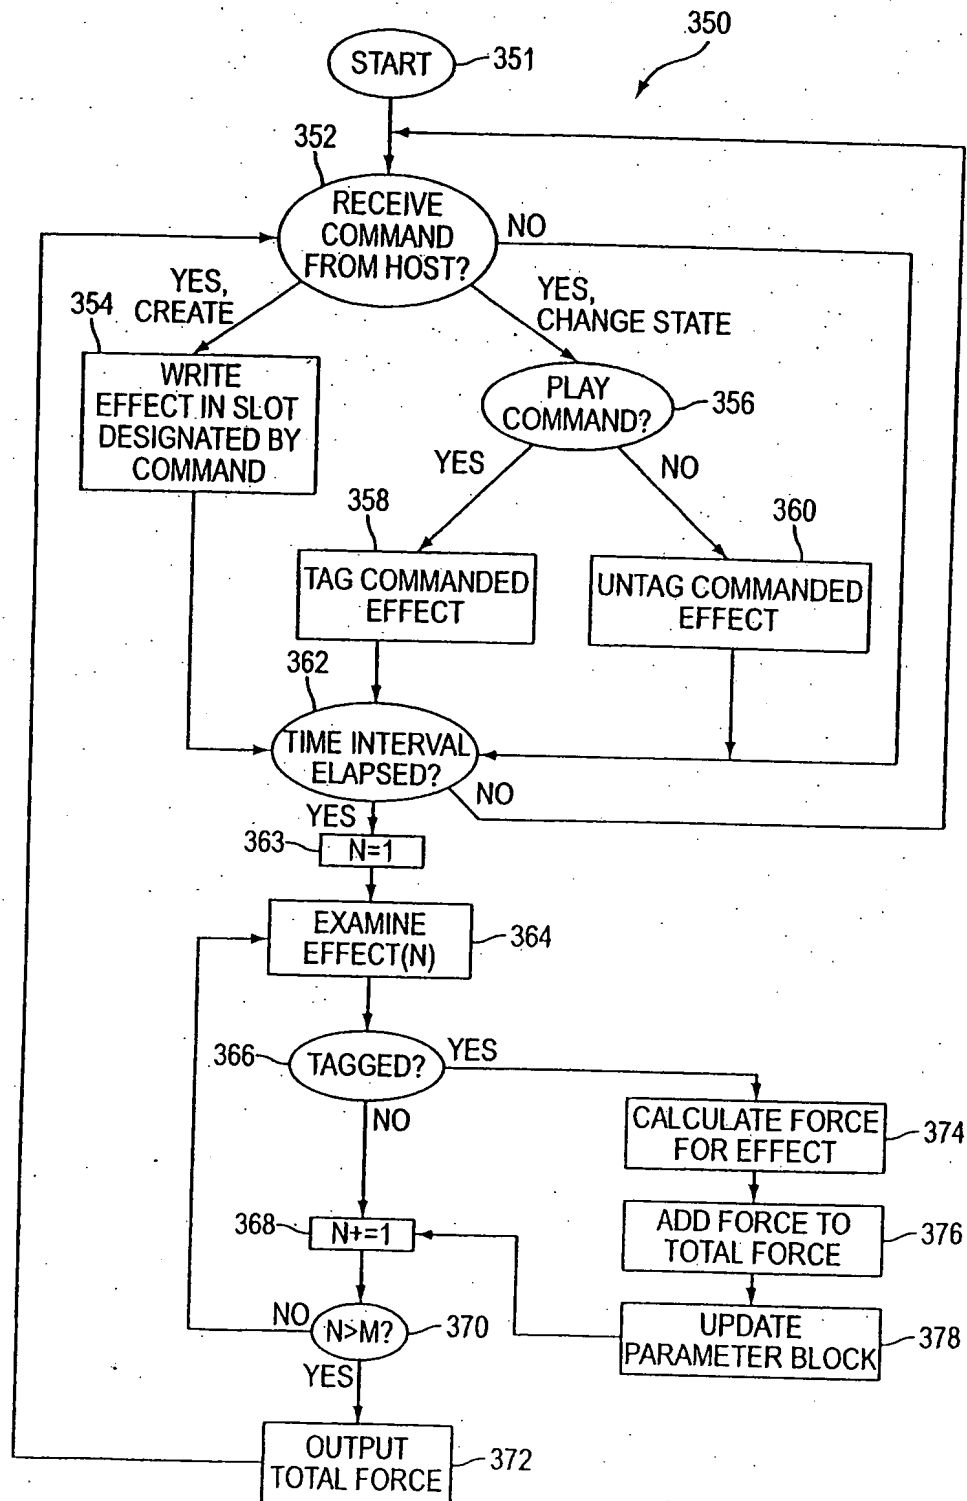 350
START
351
352
RECEIVE
COMMAND
FROM HOST?
NO
YES,
CREATE
YES,
CHANGE STATE
354
WRITE
EFFECT IN SLOT
DESIGNATED BY
COMMAND
PLAY
COMMAND?
356
YES
NO
358
360
TAG COMMANDED
EFFECT
UNTAG COMMANDED
EFFECT
362
TIME INTERVAL
ELAPSED?
NO
YES
363
N=1
EXAMINE
EFFECT(N)
364
366
TAGGED?
YES
NO
CALCULATE FORCE
FOR EFFECT
374
368
N+=1
ADD FORCE TO
TOTAL FORCE
376
NO
N>M?
370
UPDATE
PARAMETER BLOCK
378
YES
OUTPUT
TOTAL FORCE
372